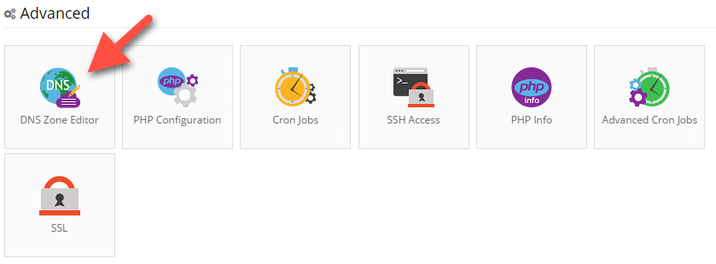 Advanced
DNS
php
php
info
DNS Zone Editor
PHP Configuration
Cron Jobs
SSH Access
PHP Info
Advanced Cron Jobs
SSL